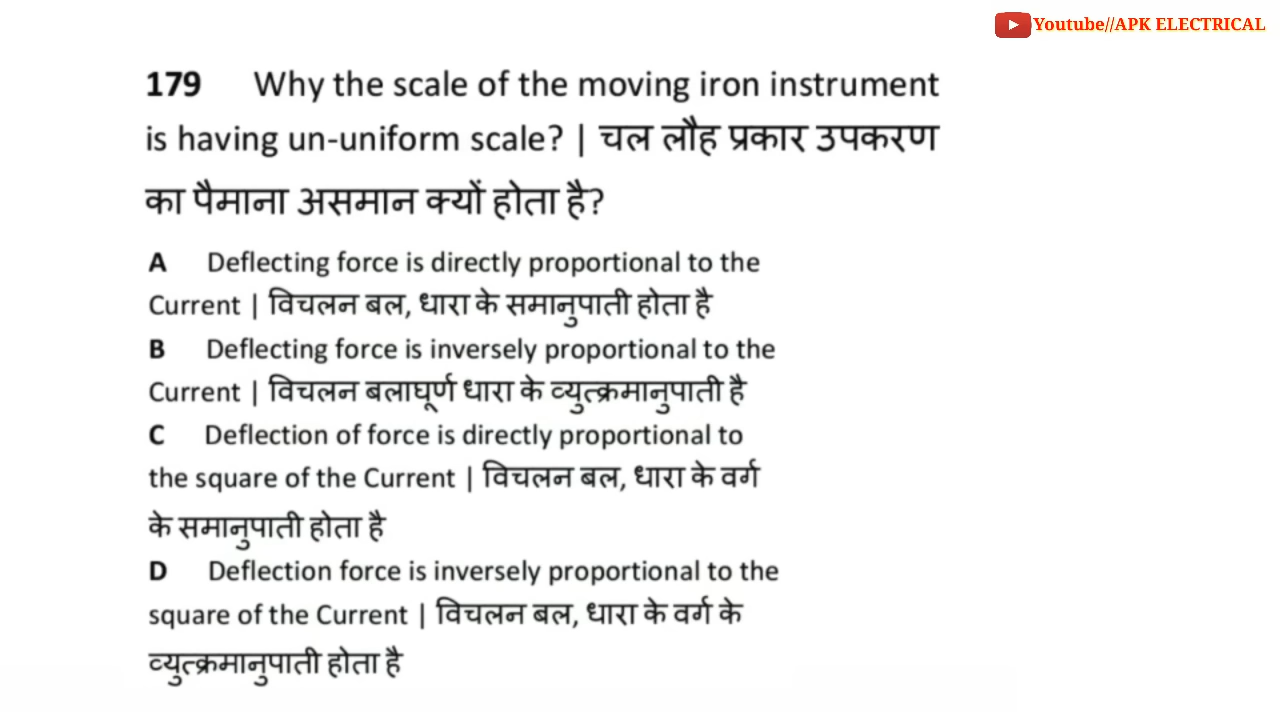 Youtube//APK ELECTRICAL
179 Why the scale of the moving iron instrument
is having un-uniform scale? | चल लौह प्रकार उपकरण
का पैमाना असमान क्यों होता है?
A Deflecting force is directly proportional to the
Current | विचलन बल, धारा के समानुपाती होता है
B Deflecting force is inversely proportional to the
Current | विचलन बलाघूर्ण धारा के व्युत्क्रमानुपाती है
C Deflection of force is directly proportional to
the square of the Current | विचलन बल, धारा के वर्ग
के समानुपाती होता है
D Deflection force is inversely proportional to the
square of the Current | विचलन बल, धारा के वर्ग के
व्युत्क्रमानुपाती होता है